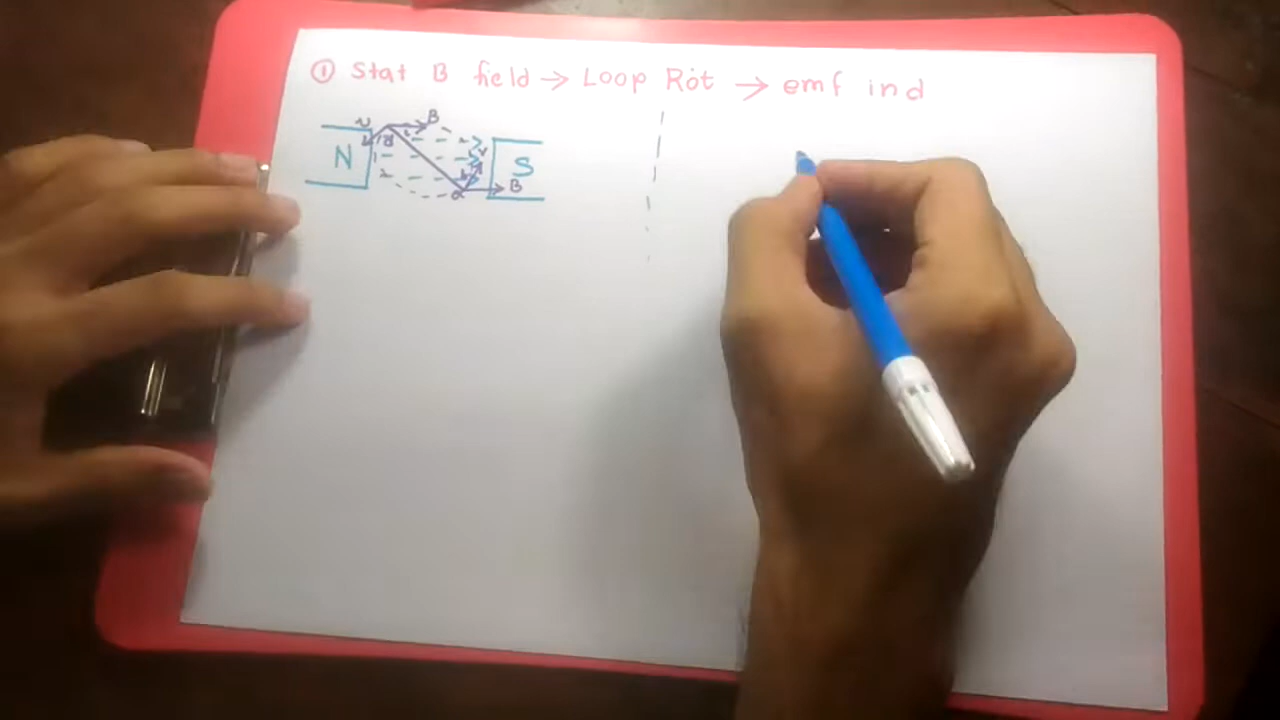 ① Stat B field → Loop Rot → emf ind
B
N S
B